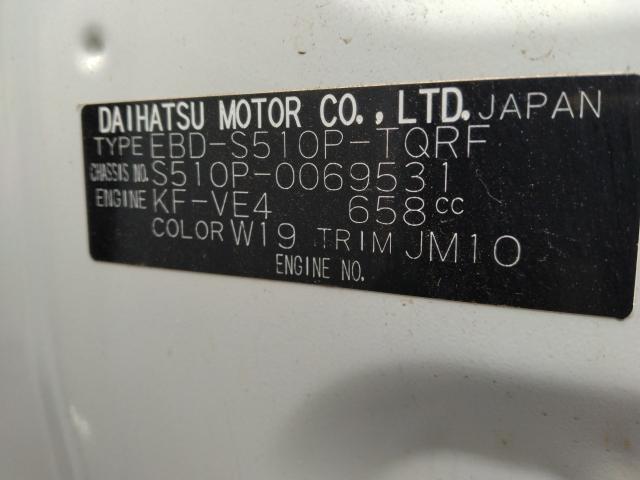 DAIHATSU MOTOR CO., LTD. JAPAN
TYPE EBD-S510P-TQRF
CHASSIS NO. S510P-0069531
ENGINE KF-VE4 658 cc
COLOR W19 TRIM JM10
ENGINE NO.